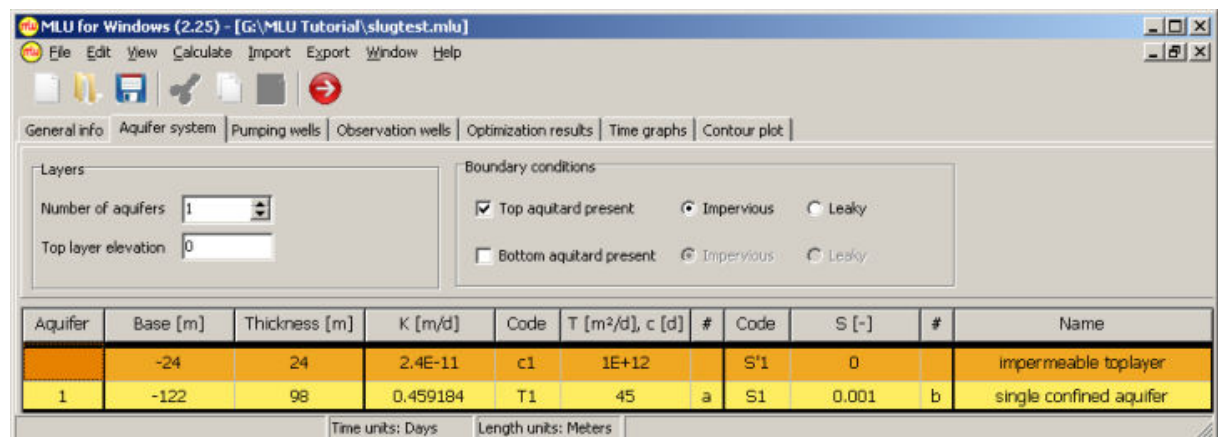 MLU for Windows (2.25) - [G:\MLU Tutorial\slugtest.mlu]
File Edit View Calculate Import Export Window Help
General info Aquifer system Pumping wells Observation wells Optimization results Time graphs Contour plot
Layers Boundary conditions
Number of aquifers 1 Top aquitard present Impervious Leaky
Top layer elevation 0
Bottom aquitard present Impervious Leaky
Aquifer Base [m] Thickness [m] K [m/d] Code T [m²/d], c [d] # Code S [-] # Name
-24 24 2.4E-11 c1 1E+12 S'1 0 impermeable toplayer
1 -122 98 0.459184 T1 45 a S1 0.001 b single confined aquifer
Time units: Days Length units: Meters